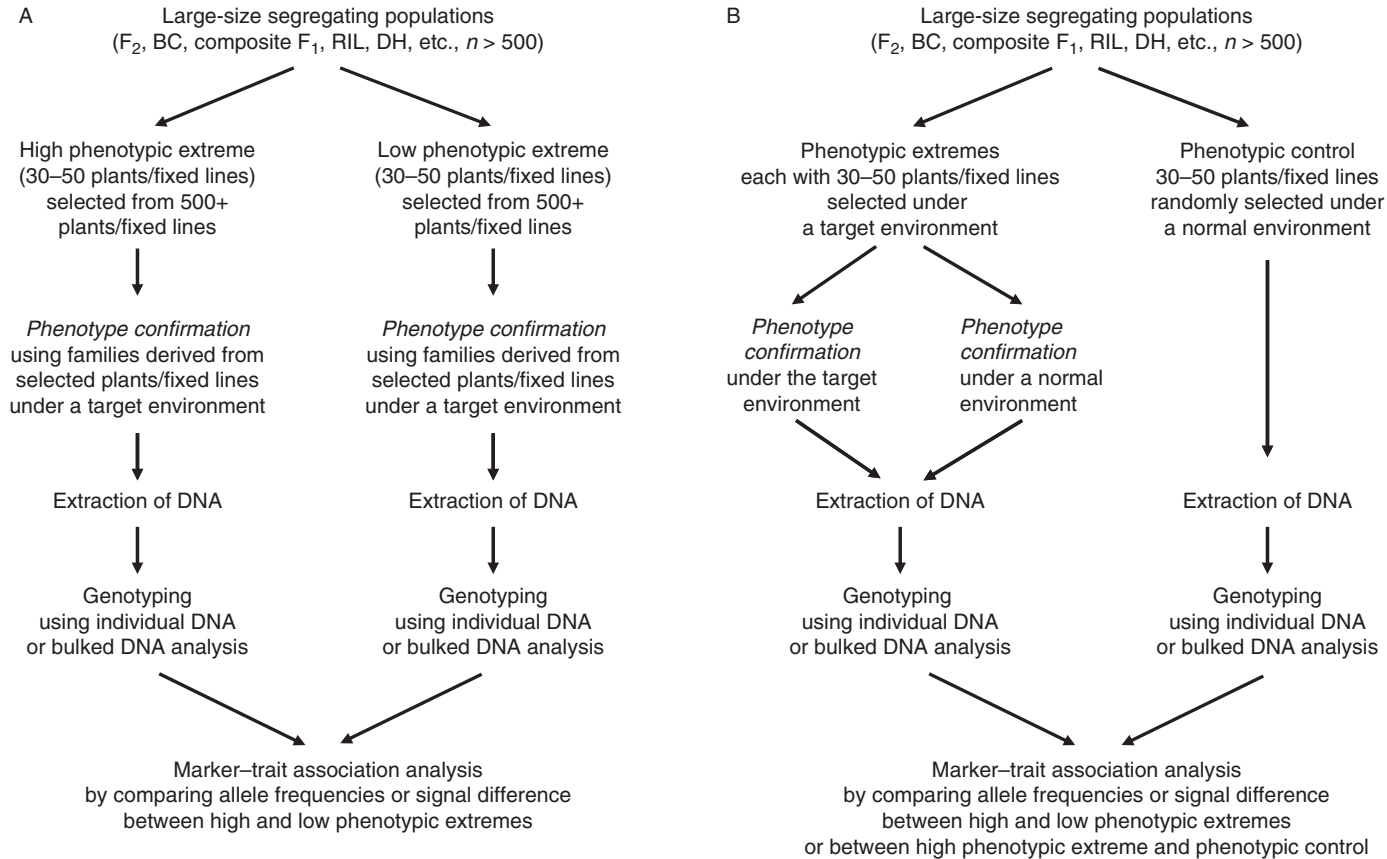 A
Large-size segregating populations
(F2, BC, composite F1, RIL, DH, etc., n > 500)
High phenotypic extreme
(30–50 plants/fixed lines)
selected from 500+
plants/fixed lines
Low phenotypic extreme
(30–50 plants/fixed lines)
selected from 500+
plants/fixed lines
Phenotype confirmation
using families derived from
selected plants/fixed lines
under a target environment
Phenotype confirmation
using families derived from
selected plants/fixed lines
under a target environment
Extraction of DNA
Extraction of DNA
Genotyping
using individual DNA
or bulked DNA analysis
Genotyping
using individual DNA
or bulked DNA analysis
Marker–trait association analysis
by comparing allele frequencies or signal difference
between high and low phenotypic extremes
B
Large-size segregating populations
(F2, BC, composite F1, RIL, DH, etc., n > 500)
Phenotypic extremes
each with 30–50 plants/fixed lines
selected under
a target environment
Phenotypic control
30–50 plants/fixed lines
randomly selected under
a normal environment
Phenotype
confirmation
under the target
environment
Phenotype
confirmation
under a normal
environment
Extraction of DNA
Extraction of DNA
Genotyping
using individual DNA
or bulked DNA analysis
Genotyping
using individual DNA
or bulked DNA analysis
Marker–trait association analysis
by comparing allele frequencies or signal difference
between high and low phenotypic extremes
or between high phenotypic extreme and phenotypic control